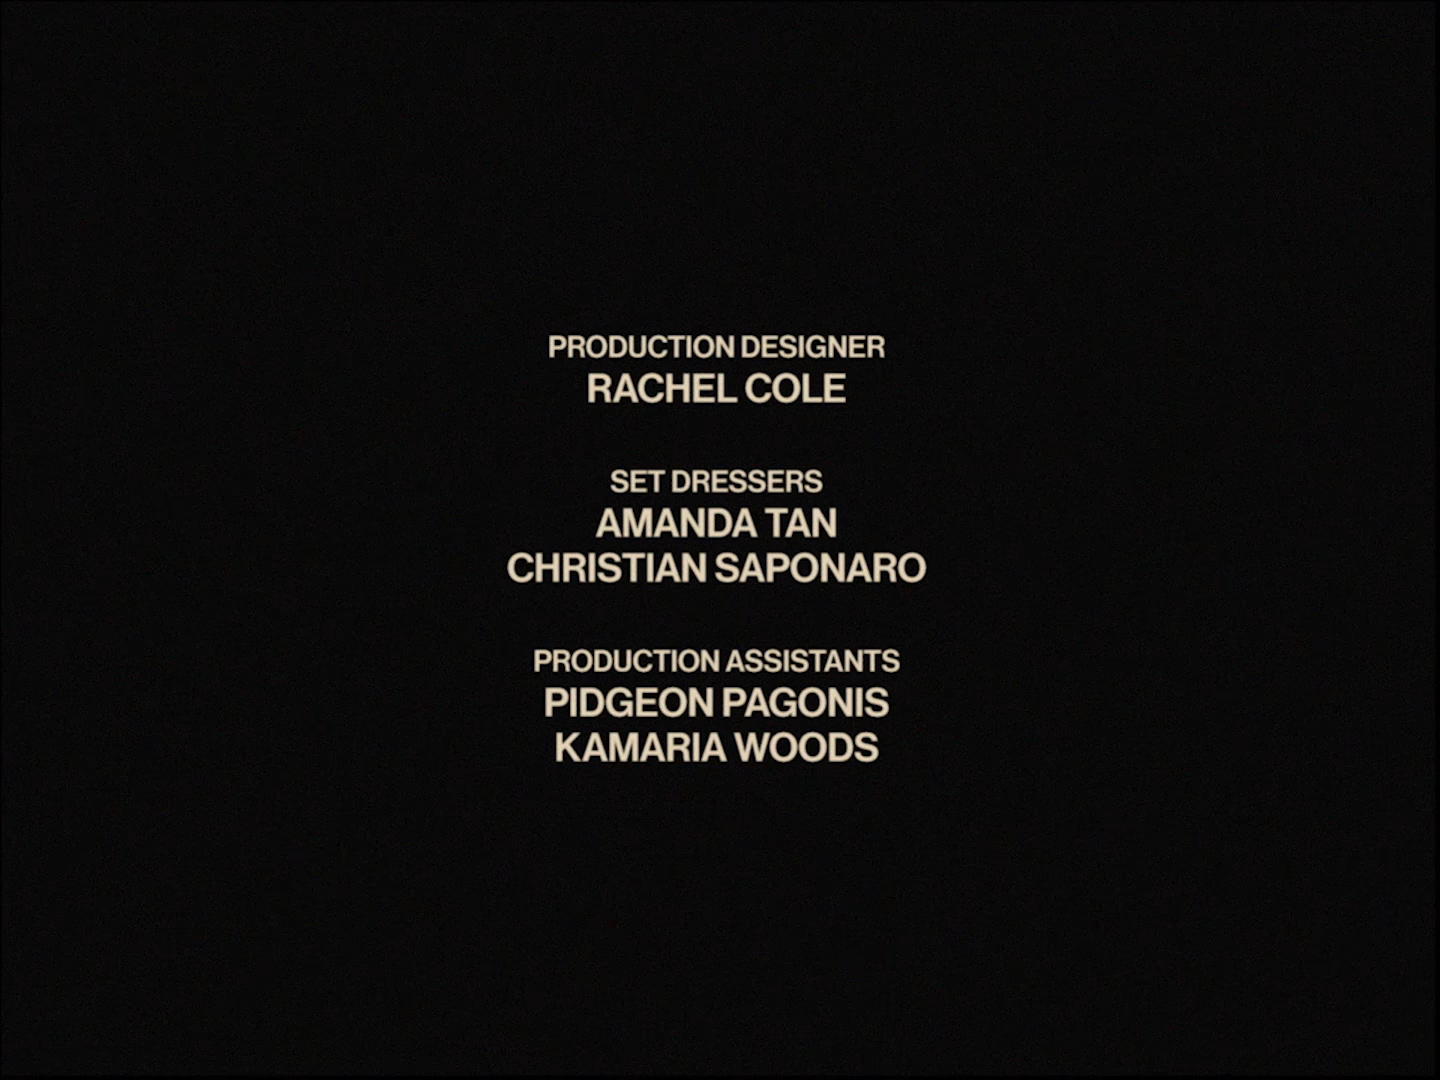 PRODUCTION DESIGNER
RACHEL COLE
SET DRESSERS
AMANDA TAN
CHRISTIAN SAPONARO
PRODUCTION ASSISTANTS
PIDGEON PAGONIS
KAMARIA WOODS